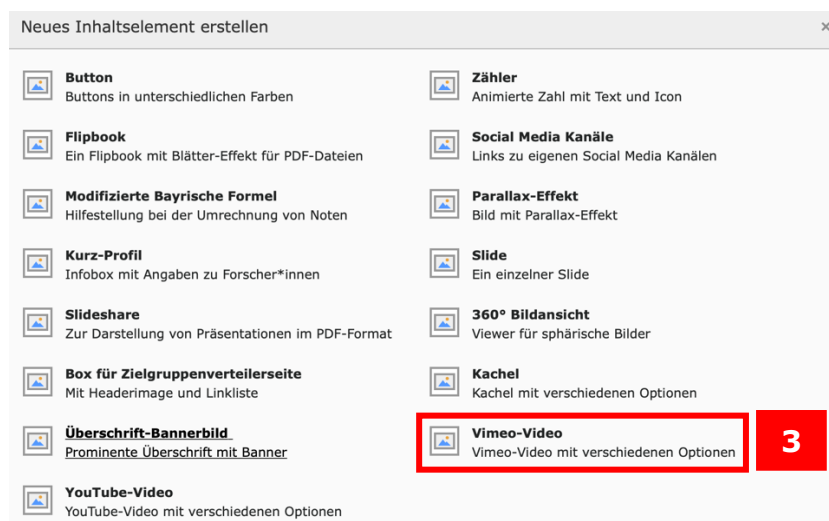 Neues Inhaltselement erstellen
×
Button
Buttons in unterschiedlichen Farben
Zähler
Animierte Zahl mit Text und Icon
Flipbook
Ein Flipbook mit Blätter-Effekt für PDF-Dateien
Social Media Kanäle
Links zu eigenen Social Media Kanälen
Modifizierte Bayrische Formel
Hilfestellung bei der Umrechnung von Noten
Parallax-Effekt
Bild mit Parallax-Effekt
Kurz-Profil
Infobox mit Angaben zu Forscher*innen
Slide
Ein einzelner Slide
Slideshare
Zur Darstellung von Präsentationen im PDF-Format
360° Bildansicht
Viewer für sphärische Bilder
Box für Zielgruppenverteilerseite
Mit Headerimage und Linkliste
Kachel
Kachel mit verschiedenen Optionen
Überschrift-Bannerbild
Prominente Überschrift mit Banner
Vimeo-Video
Vimeo-Video mit verschiedenen Optionen
3
YouTube-Video
YouTube-Video mit verschiedenen Optionen